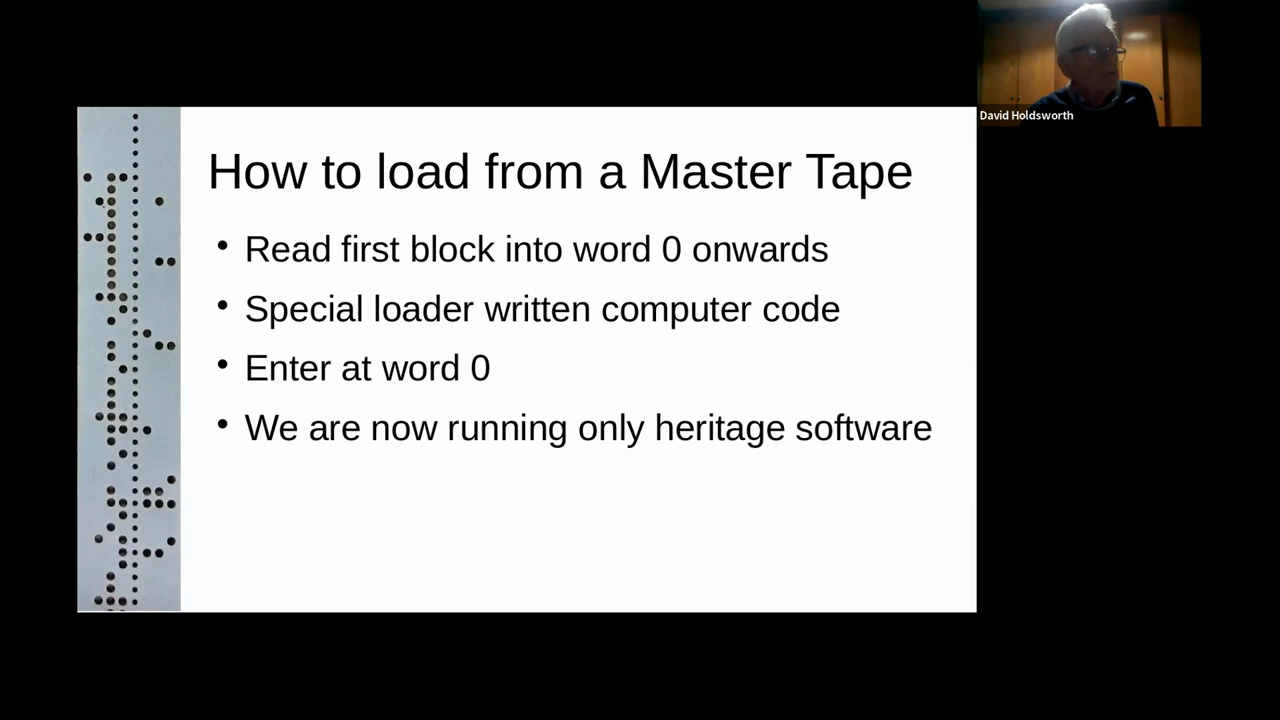 How to load from a Master Tape
• Read first block into word 0 onwards
• Special loader written computer code
• Enter at word 0
• We are now running only heritage software
David Holdsworth